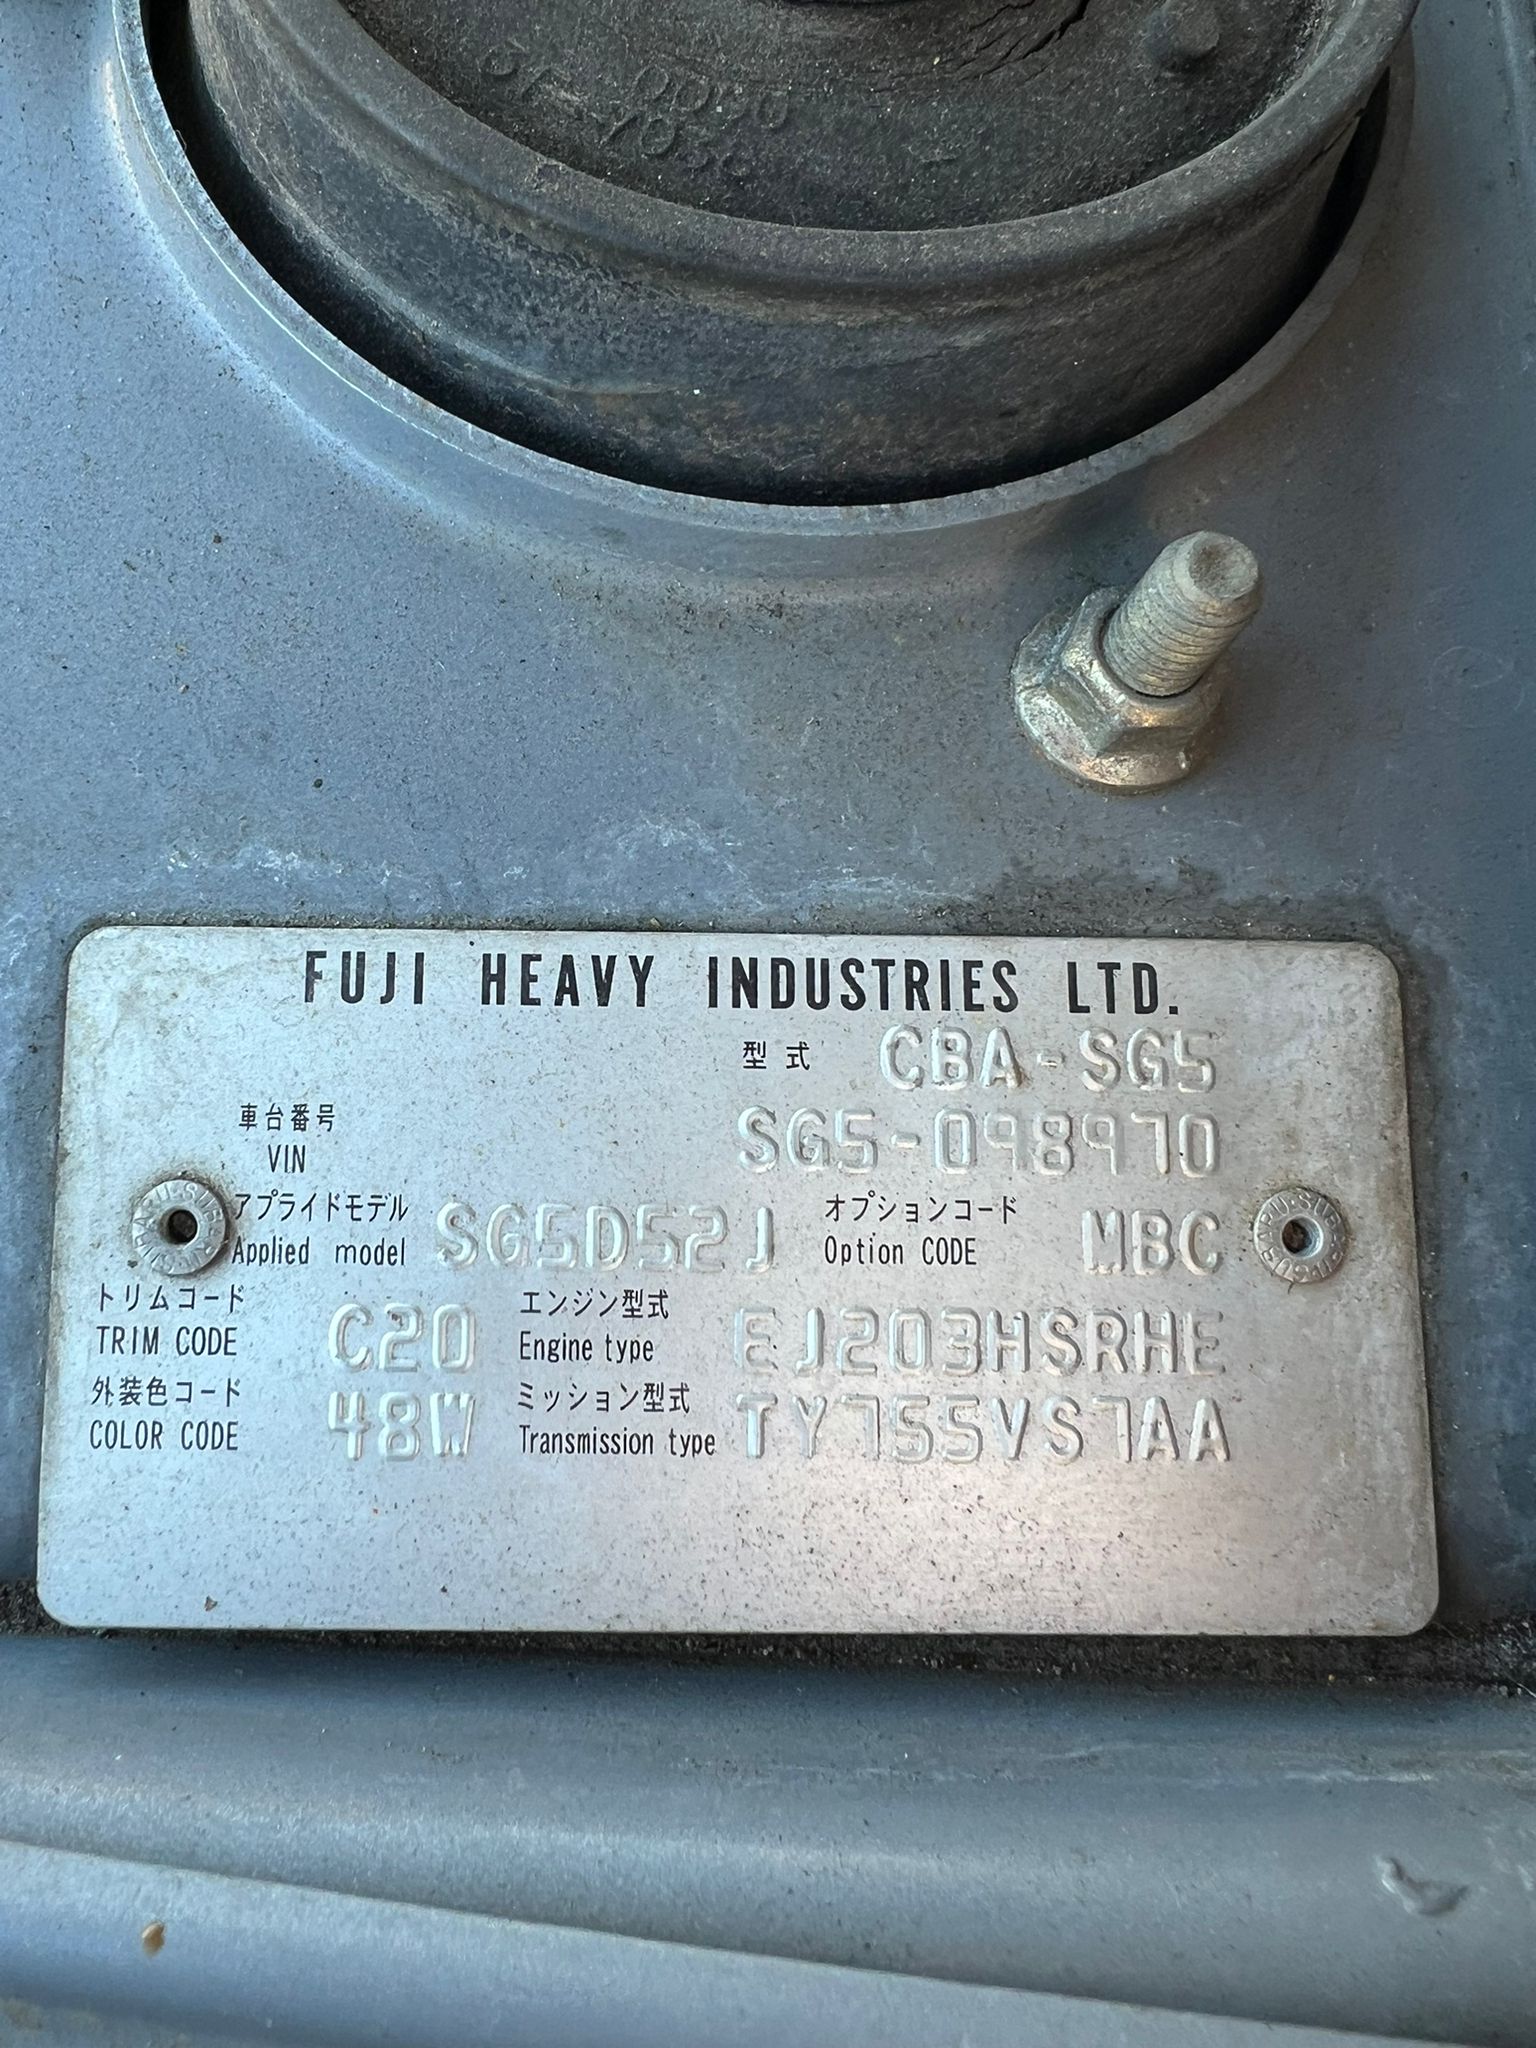 FUJI HEAVY INDUSTRIES LTD.
型式 CBA-SG5
車台番号
VIN SG5-098970
アプライドモデル オプションコード
Applied model SG5D52J Option CODE MBC
トリムコード エンジン型式
TRIM CODE C20 Engine type EJ203HSRHE
外装色コード ミッション型式
COLOR CODE 48W Transmission type TY755VS7AA